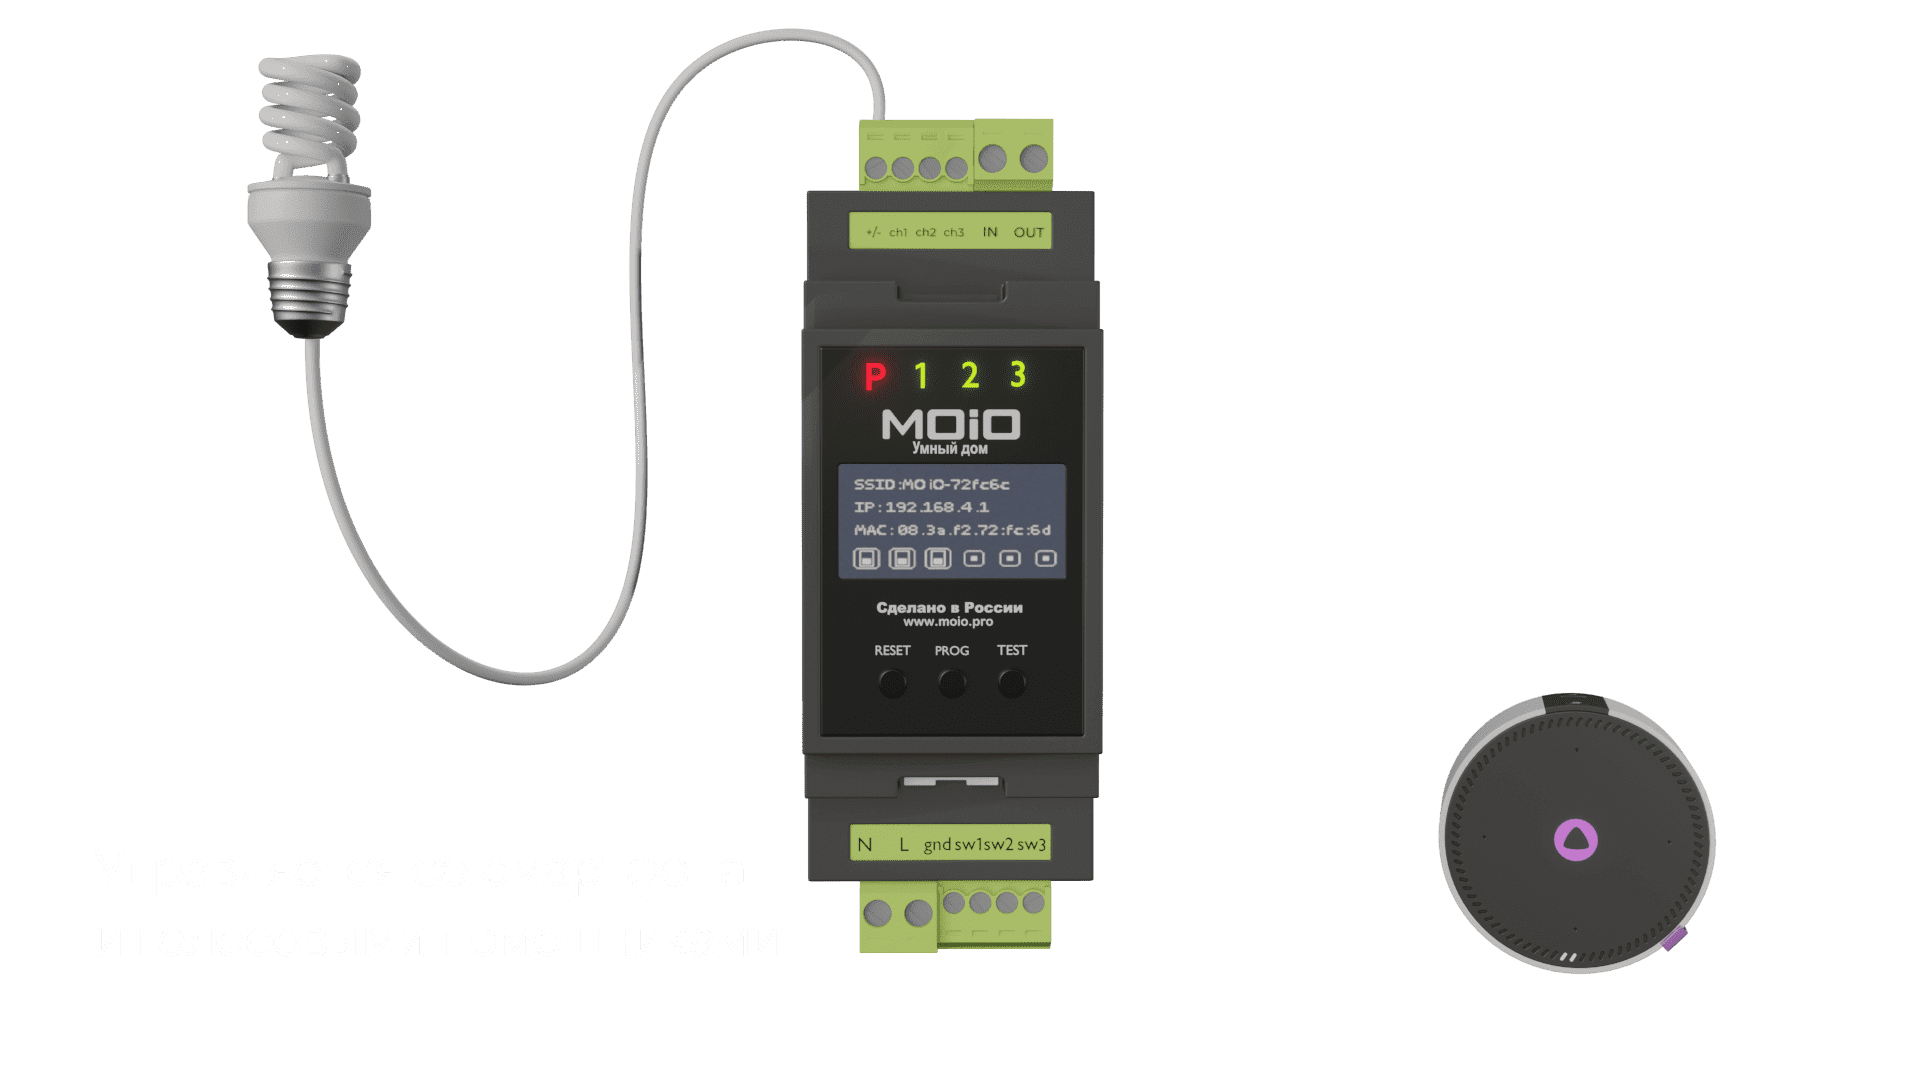 +/- ch1 ch2 ch3 IN OUT
P 1 2 3
MOiO
Умный дом
SSID:MOiO-72fc6c
IP:192.168.4.1
MAC:08.3a.f2.72:fc:6d
Сделано в России
www.moio.pro
RESET PROG TEST
N L gnd sw1 sw2 sw3